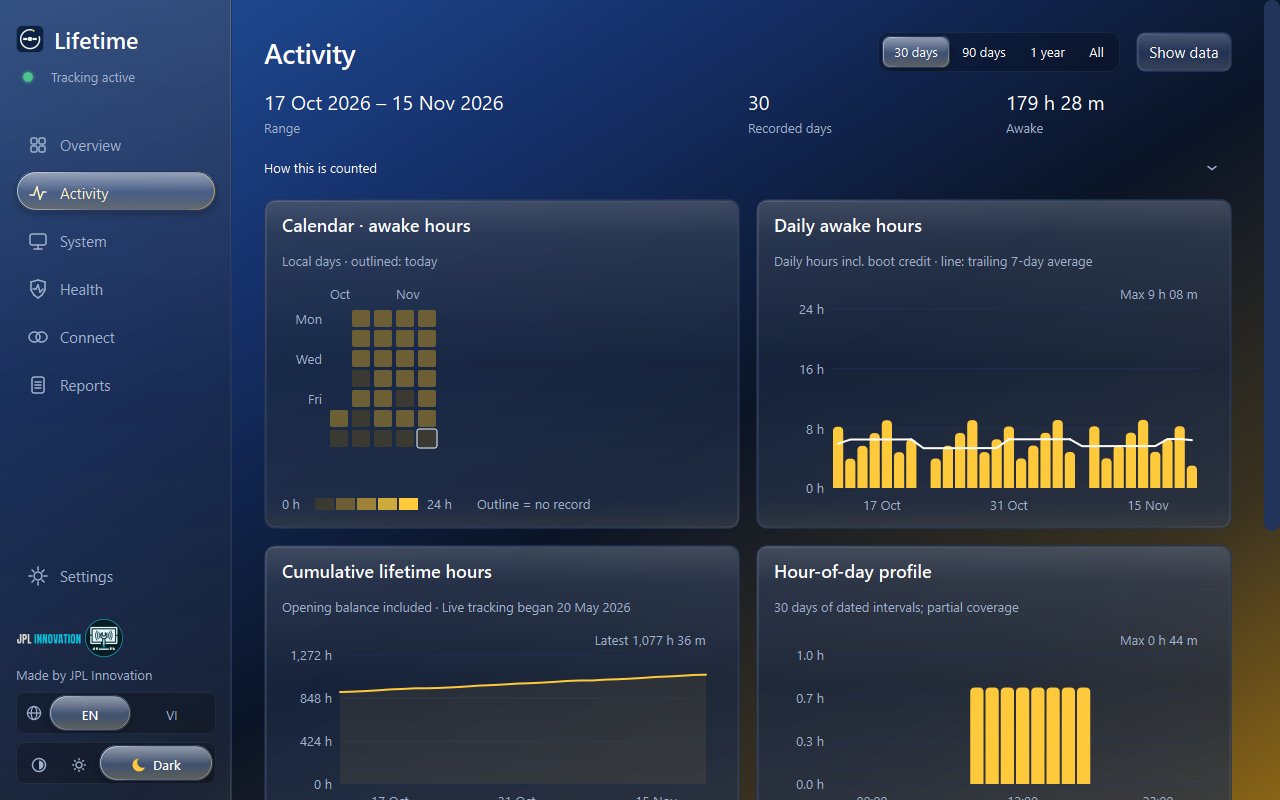 Lifetime
Tracking active
Overview
Activity
System
Health
Connect
Reports
Settings
JPL INNOVATION
Made by JPL Innovation
EN VI
Dark
Activity
30 days 90 days 1 year All Show data
17 Oct 2026 – 15 Nov 2026 30 179 h 28 m
Range Recorded days Awake
How this is counted
Calendar · awake hours
Local days · outlined: today
Oct Nov
Mon
Wed
Fri
0 h 24 h Outline = no record
Daily awake hours
Daily hours incl. boot credit · line: trailing 7-day average
Max 9 h 08 m
24 h
16 h
8 h
0 h
17 Oct 31 Oct 15 Nov
Cumulative lifetime hours
Opening balance included · Live tracking began 20 May 2026
Latest 1,077 h 36 m
1,272 h
848 h
424 h
0 h
17 Oct 31 Oct 15 Nov
Hour-of-day profile
30 days of dated intervals; partial coverage
Max 0 h 44 m
1.0 h
0.7 h
0.3 h
0.0 h